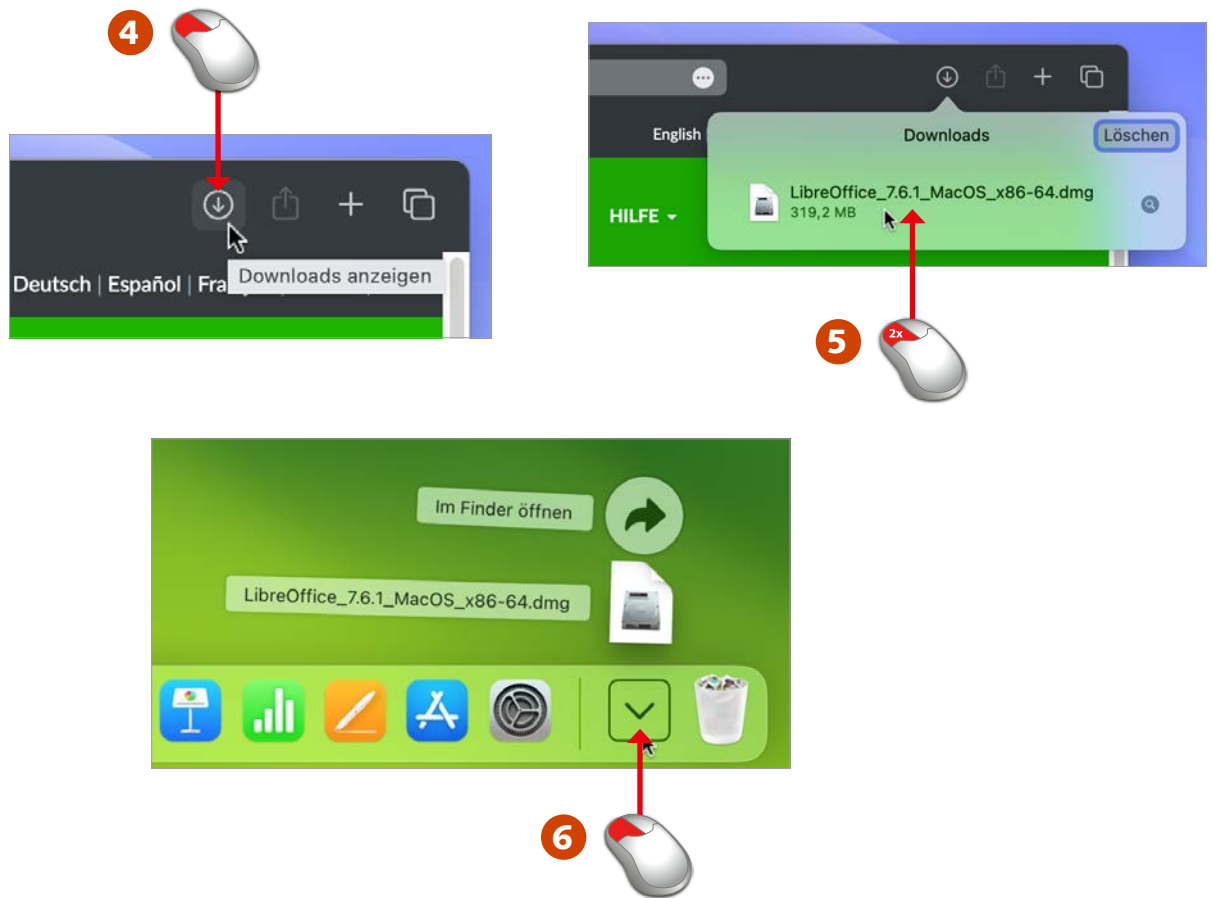 4
Deutsch | Español | Fra
Downloads anzeigen
English
Downloads
Löschen
HILFE
LibreOffice_7.6.1_MacOS_x86-64.dmg
319,2 MB
5
2x
Im Finder öffnen
LibreOffice_7.6.1_MacOS_x86-64.dmg
6